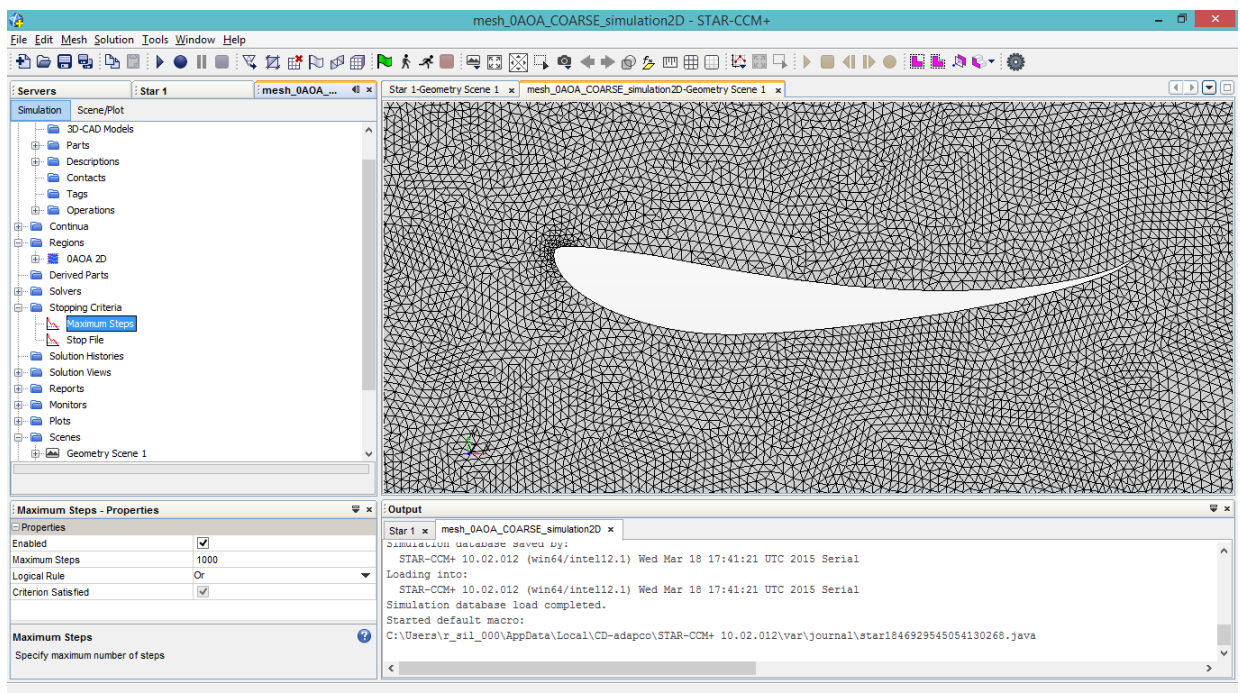 mesh_0AOA_COARSE_simulation2D - STAR-CCM+
File Edit Mesh Solution Tools Window Help
Servers Star 1 mesh_0AOA_...
Simulation Scene/Plot
3D-CAD Models
Parts
Descriptions
Contacts
Tags
Operations
Continua
Regions
0AOA 2D
Derived Parts
Solvers
Stopping Criteria
Maximum Steps
Stop File
Solution Histories
Solution Views
Reports
Monitors
Plots
Scenes
Geometry Scene 1
Star 1-Geometry Scene 1 mesh_0AOA_COARSE_simulation2D-Geometry Scene 1
Maximum Steps - Properties
Properties
Enabled
Maximum Steps 1000
Logical Rule Or
Criterion Satisfied
Maximum Steps
Specify maximum number of steps
Output
Star 1 mesh_0AOA_COARSE_simulation2D
Simulation database saved by:
STAR-CCM+ 10.02.012 (win64/intel12.1) Wed Mar 18 17:41:21 UTC 2015 Serial
Loading into:
STAR-CCM+ 10.02.012 (win64/intel12.1) Wed Mar 18 17:41:21 UTC 2015 Serial
Simulation database load completed.
Started default macro:
C:\Users\r_sil_000\AppData\Local\CD-adapco\STAR-CCM+ 10.02.012\var\journal\star1846929545054130268.java